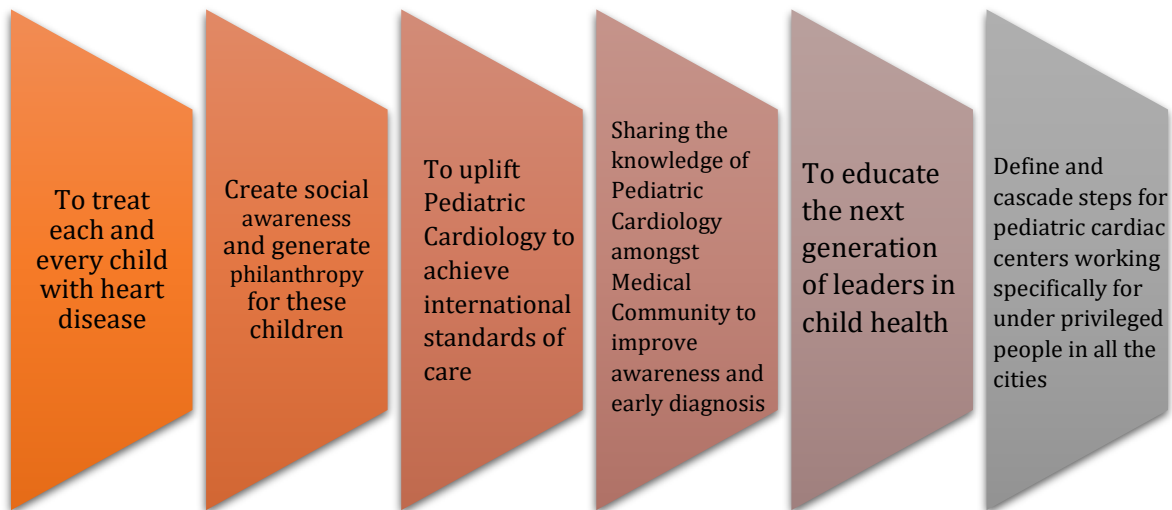 To treat
each and
every child
with heart
disease
Create social
awareness
and generate
philanthropy
for these
children
To uplift
Pediatric
Cardiology to
achieve
international
standards of
care
Sharing the
knowledge of
Pediatric
Cardiology
amongst
Medical
Community to
improve
awareness and
early diagnosis
To educate
the next
generation
of leaders in
child health
Define and
cascade steps for
pediatric cardiac
centers working
specifically for
under privileged
people in all the
cities